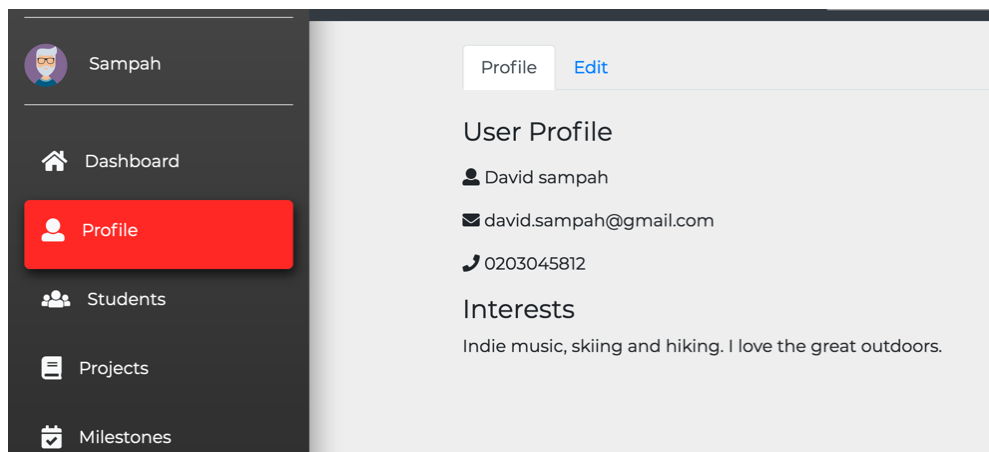 Sampah
Dashboard
Profile
Students
Projects
Milestones
Profile
Edit
User Profile
David sampah
david.sampah@gmail.com
0203045812
Interests
Indie music, skiing and hiking. I love the great outdoors.